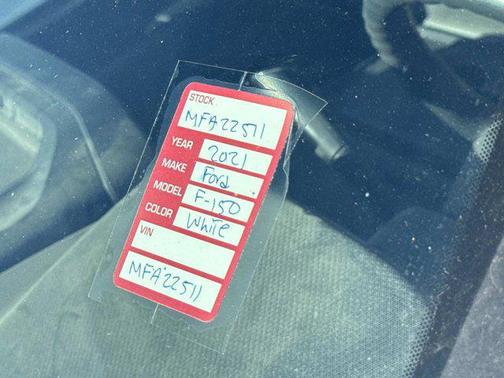 STOCK
MFA22511
YEAR 2021
MAKE Ford
MODEL F-150
COLOR White
VIN
MFA22511